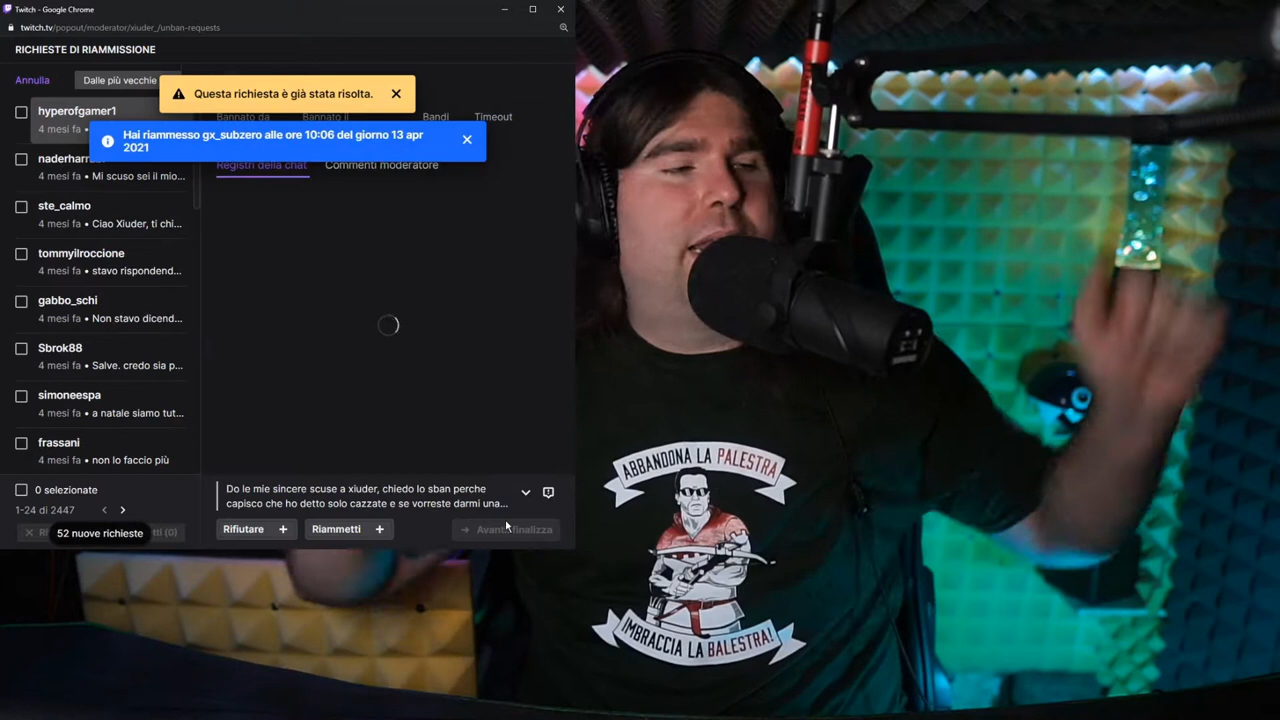 Twitch - Google Chrome
twitch.tv/popout/moderator/xiuder_/unban-requests
RICHIESTE DI RIAMMISSIONE
Annulla
Dalle più vecchie
Questa richiesta è già stata risolta.
hyperofgamer1
4 mesi fa •
Bannato da
Bannato il
Bandi
Timeout
Hai riammesso gx_subzero alle ore 10:06 del giorno 13 apr
2021
Registri della chat
Commenti moderatore
4 mesi fa • Mi scuso sei il mio...
ste_calmo
4 mesi fa • Ciao Xiuder, ti chi...
tommyilroccione
4 mesi fa • stavo rispondend...
gabbo_schi
4 mesi fa • Non stavo dicend...
Sbrok88
4 mesi fa • Salve. credo sia p...
simoneespa
4 mesi fa • a natale siamo tut...
frassani
4 mesi fa • non lo faccio più
0 selezionate
1-24 di 2447
52 nuove richieste
Do le mie sincere scuse a xiuder, chiedo lo sban perche
capisco che ho detto solo cazzate e se vorreste darmi una...
Rifiutare
Riammetti
ABBANDONA LA PALESTRA
IMBRACCIA LA BALESTRA!